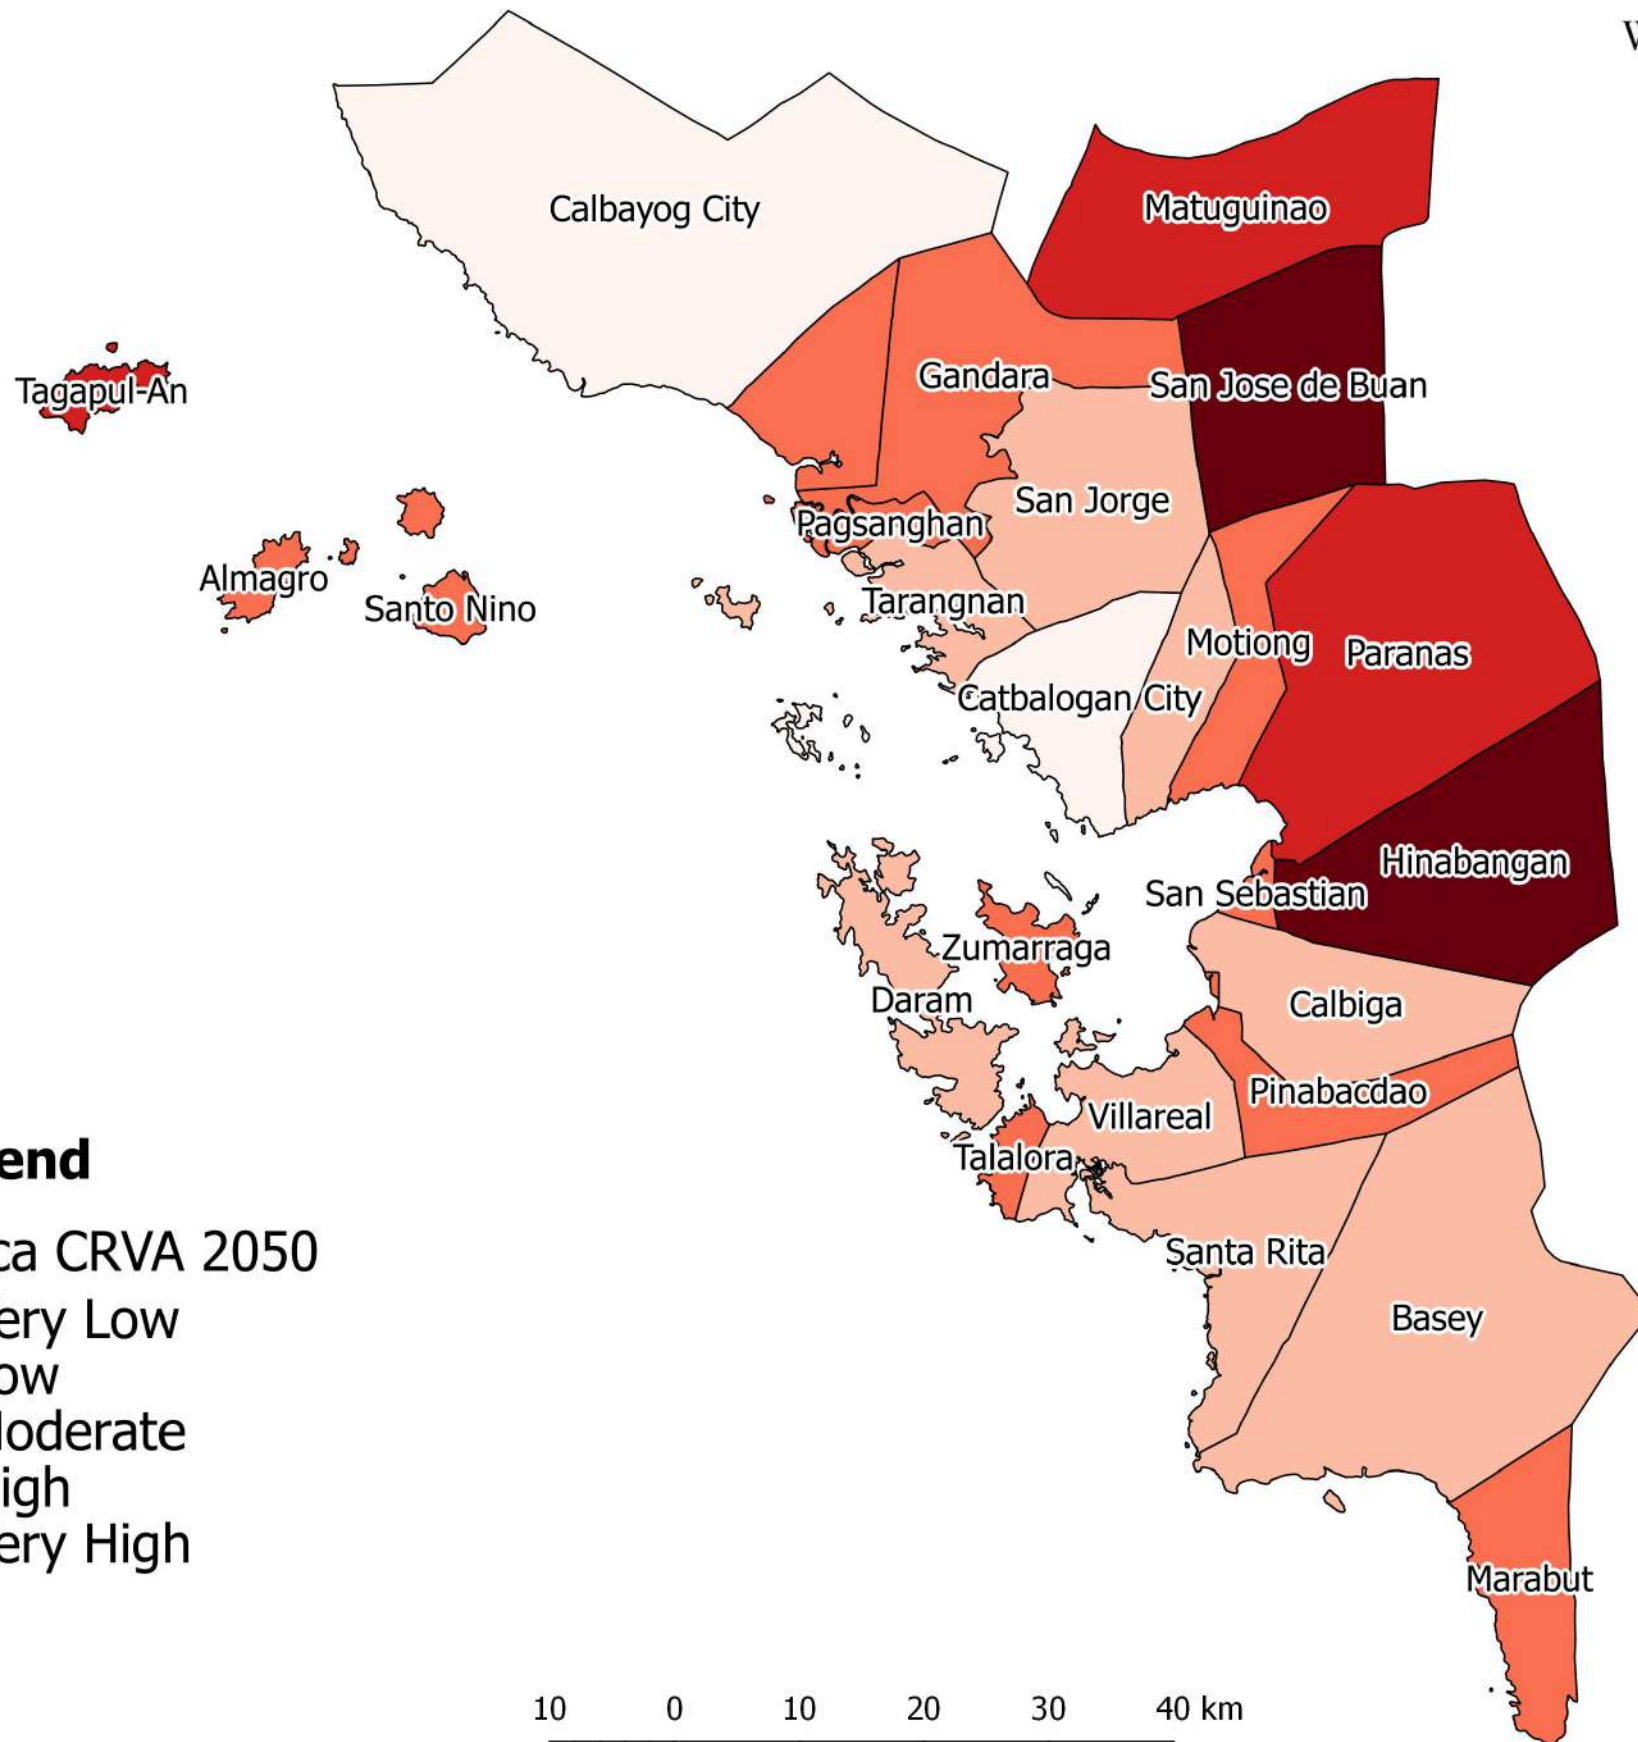 W
Calbayog City
Matuguinao
Gandara
San Jose de Buan
Tagapul-An
San Jorge
Pagsanghan
Almagro
Santo Nino
Tarangnan
Motiong
Paranas
Catbalogan City
Hinabangan
San Sebastian
Zumarraga
Daram
Calbiga
Pinabacdao
Villareal
Talalora
Santa Rita
Basey
Marabut
end
ca CRVA 2050
ery Low
ow
loderate
igh
ery High
10 0 10 20 30 40 km